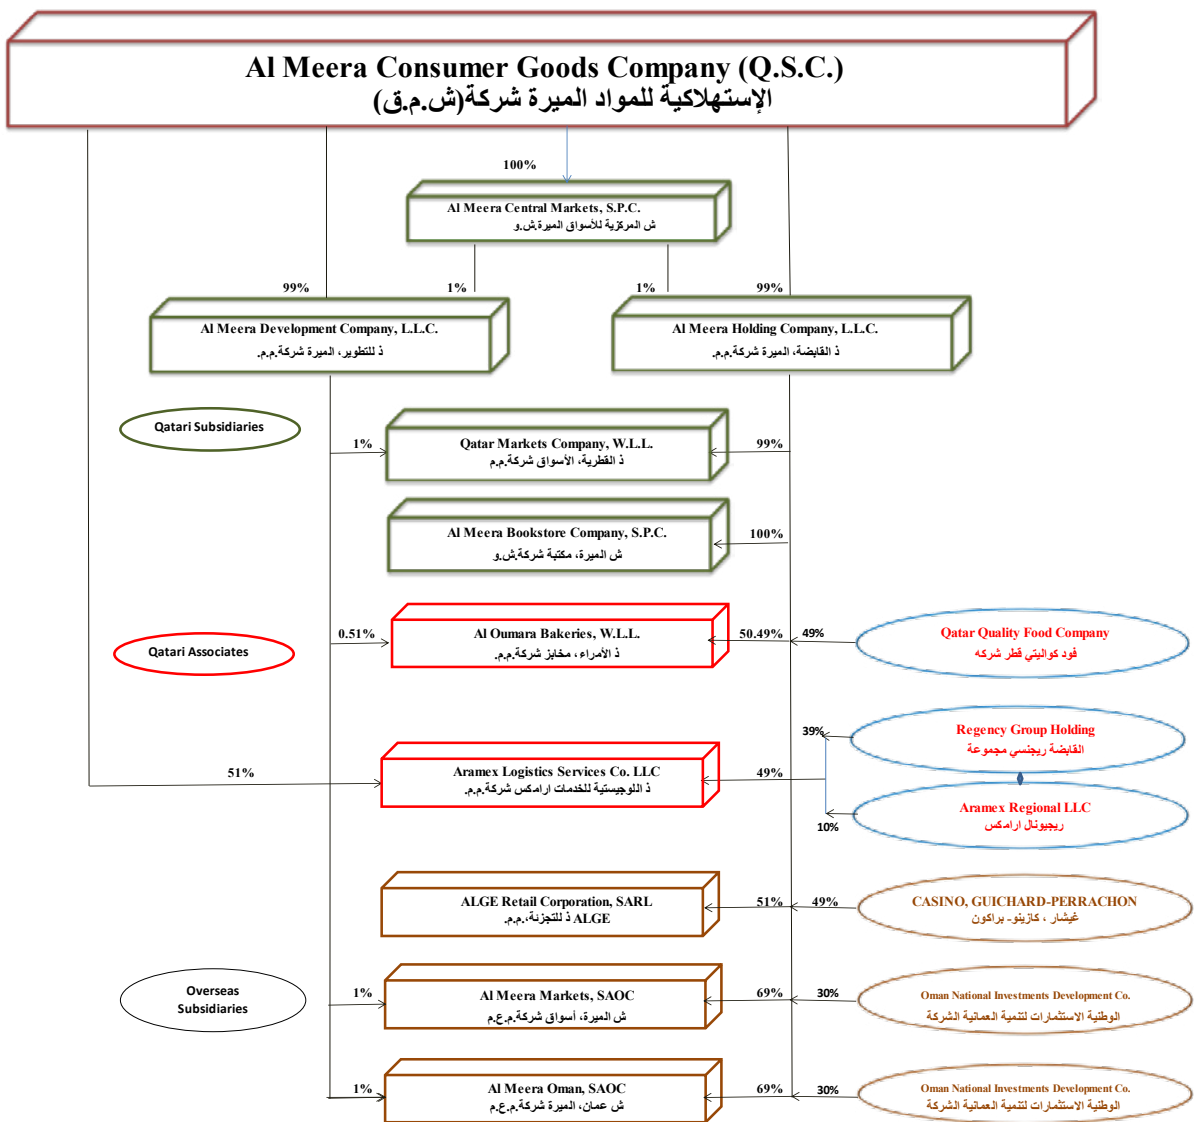 Al Meera Consumer Goods Company (Q.S.C.)
الإستهلاكية للمواد الميرة شركة(ش.م.ق)
100%
Al Meera Central Markets, S.P.C.
ش المركزية للأسواق الميرة.ش.و
99%
1%
1%
99%
Al Meera Development Company, L.L.C.
ذ للتطوير، الميرة شركة.م.م.
Al Meera Holding Company, L.L.C.
ذ القابضة، الميرة شركة.م.م.
Qatari Subsidiaries
1%
Qatar Markets Company, W.L.L.
ذ القطرية، الأسواق شركة.م.م
99%
Al Meera Bookstore Company, S.P.C.
ش الميرة، مكتبة شركة.ش.و
100%
Qatari Associates
0.51%
Al Oumara Bakeries, W.L.L.
ذ الأمراء ، مخابز شركة.م.م.
50.49%
49%
Qatar Quality Food Company
فود كواليتي قطر شركه
39%
Regency Group Holding
القابضة ريجنسي مجموعة
51%
Aramex Logistics Services Co. LLC
ذ اللوجيستية للخدمات ارامكس شركة.م.م.
49%
10%
Aramex Regional LLC
ريجيونال ارامكس
ALGE Retail Corporation, SARL
ALGE ذ للتجزئة،.م.م.
51%
49%
CASINO, GUICHARD-PERRACHON
غيشار ، كازينو- براكون
Overseas
Subsidiaries
1%
Al Meera Markets, SAOC
ش الميرة، أسواق شركة.م.ع.م
69%
30%
Oman National Investments Development Co.
الوطنية الاستثمارات لتنمية العمانية الشركة
1%
Al Meera Oman, SAOC
ش عمان، الميرة شركة.م.ع.م
69%
30%
Oman National Investments Development Co.
الوطنية الاستثمارات لتنمية العمانية الشركة